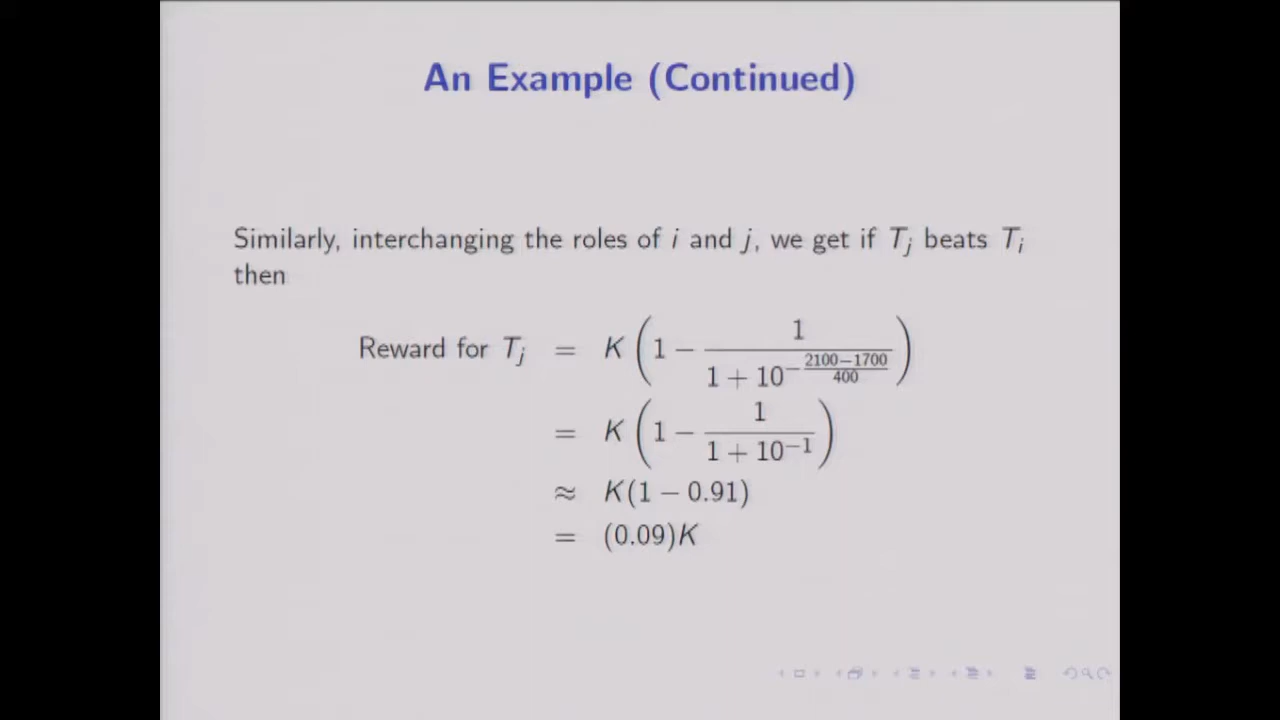 An Example (Continued)
Similarly, interchanging the roles of i and j, we get if T_j beats T_i
then
Reward for T_j = K(1 − 1/(1 + 10^{−(2100−1700)/400}))
= K(1 − 1/(1 + 10^{−1}))
≈ K(1 − 0.91)
= (0.09)K